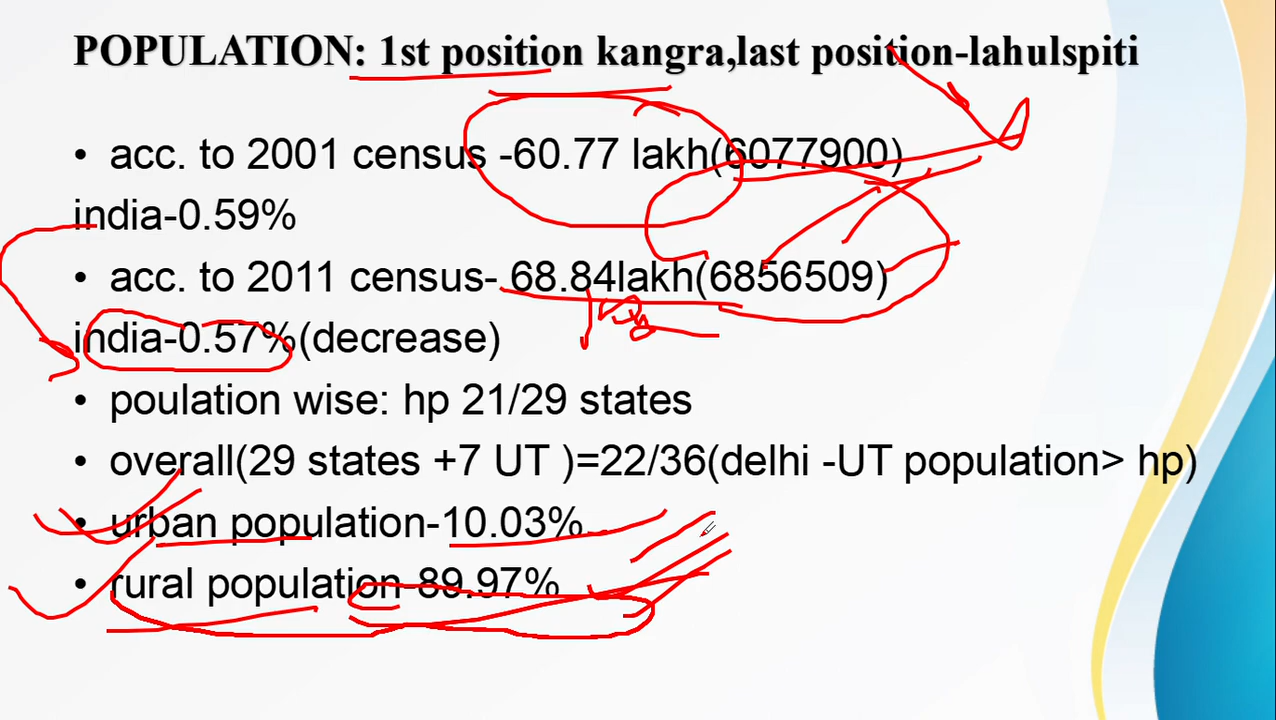 POPULATION: 1st position kangra,last position-lahulspiti
• acc. to 2001 census -60.77 lakh(6077900)
india-0.59%
• acc. to 2011 census- 68.84lakh(6856509)
india-0.57%(decrease)
• poulation wise: hp 21/29 states
• overall(29 states +7 UT )=22/36(delhi -UT population> hp)
• urban population-10.03%
• rural population-89.97%